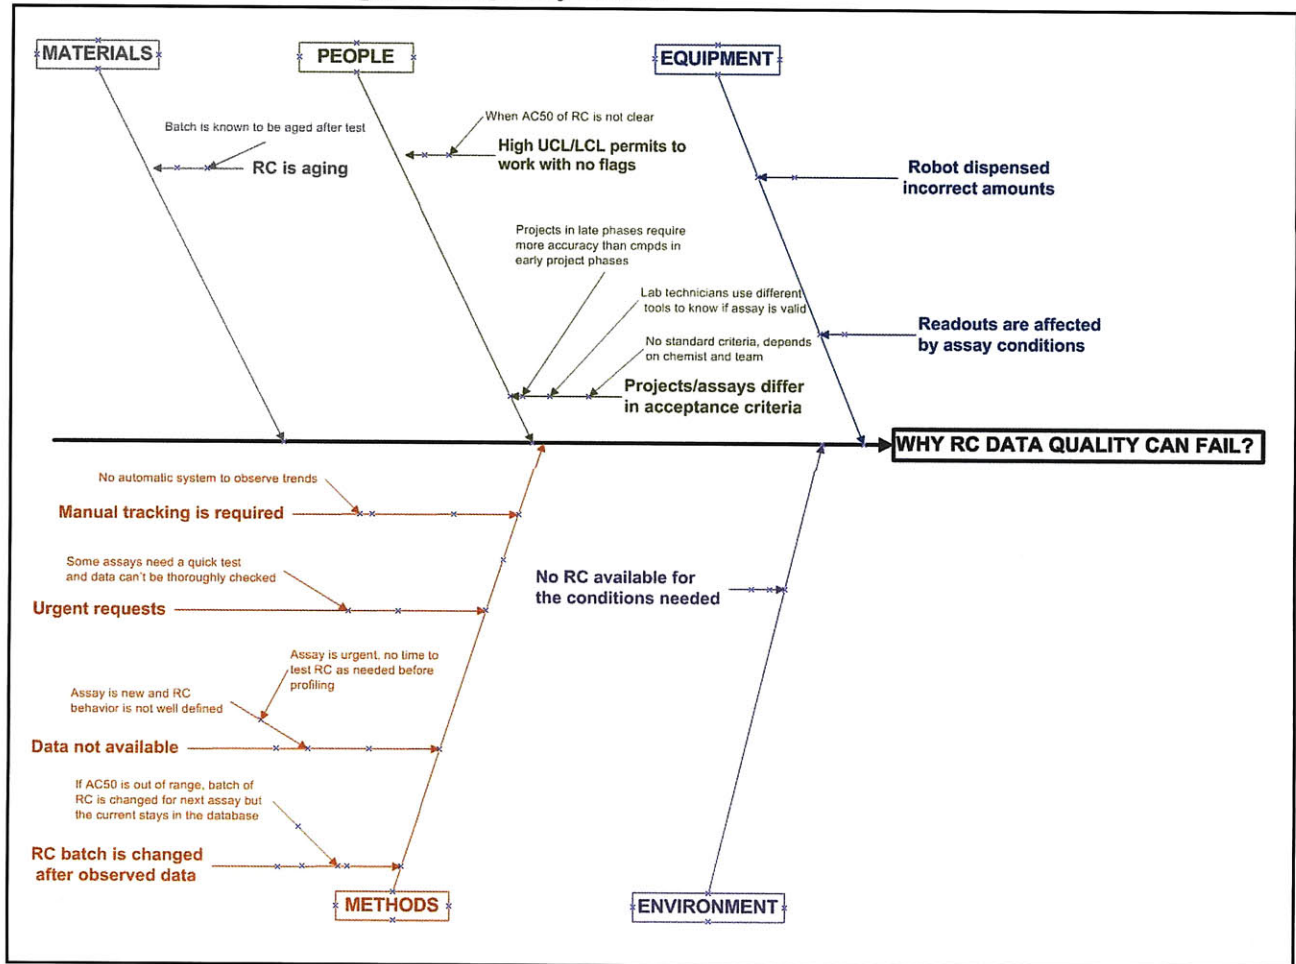 MATERIALS
PEOPLE
EQUIPMENT
Batch is known to be aged after test
RC is aging
When AC50 of RC is not clear
High UCL/LCL permits to
work with no flags
Robot dispensed
incorrect amounts
Projects in late phases require
more accuracy than cmpds in
early project phases
Lab technicians use different
tools to know if assay is valid
No standard criteria, depends
on chemist and team
Projects/assays differ
in acceptance criteria
Readouts are affected
by assay conditions
WHY RC DATA QUALITY CAN FAIL?
No automatic system to observe trends
Manual tracking is required
Some assays need a quick test
and data can't be thoroughly checked
Urgent requests
Assay is urgent, no time to
test RC as needed before
profiling
Assay is new and RC
behavior is not well defined
Data not available
If AC50 is out of range, batch of
RC is changed for next assay but
the current stays in the database
RC batch is changed
after observed data
METHODS
No RC available for
the conditions needed
ENVIRONMENT